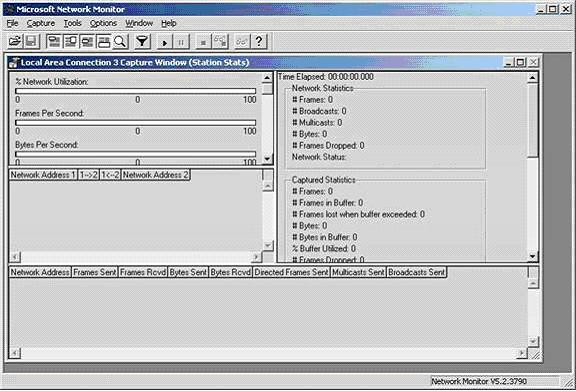 Microsoft Network Monitor
File Capture Tools Options Window Help
Local Area Connection 3 Capture Window (Station Stats)
% Network Utilization:
0 0 100
Frames Per Second:
0 0 100
Bytes Per Second:
0 0 100
Time Elapsed: 00:00:00.000
Network Statistics
# Frames: 0
# Broadcasts: 0
# Multicasts: 0
# Bytes: 0
# Frames Dropped: 0
Network Status:
Captured Statistics
# Frames: 0
# Frames in Buffer: 0
# Frames lost when buffer exceeded: 0
# Bytes: 0
# Bytes in Buffer: 0
% Buffer Utilized: 0
# Frames Dropped: 0
Network Address 1 1-->2 1<--2 Network Address 2
Network Address Frames Sent Frames Rcvd Bytes Sent Bytes Rcvd Directed Frames Sent Multicasts Sent Broadcasts Sent
Network Monitor V5.2.3790